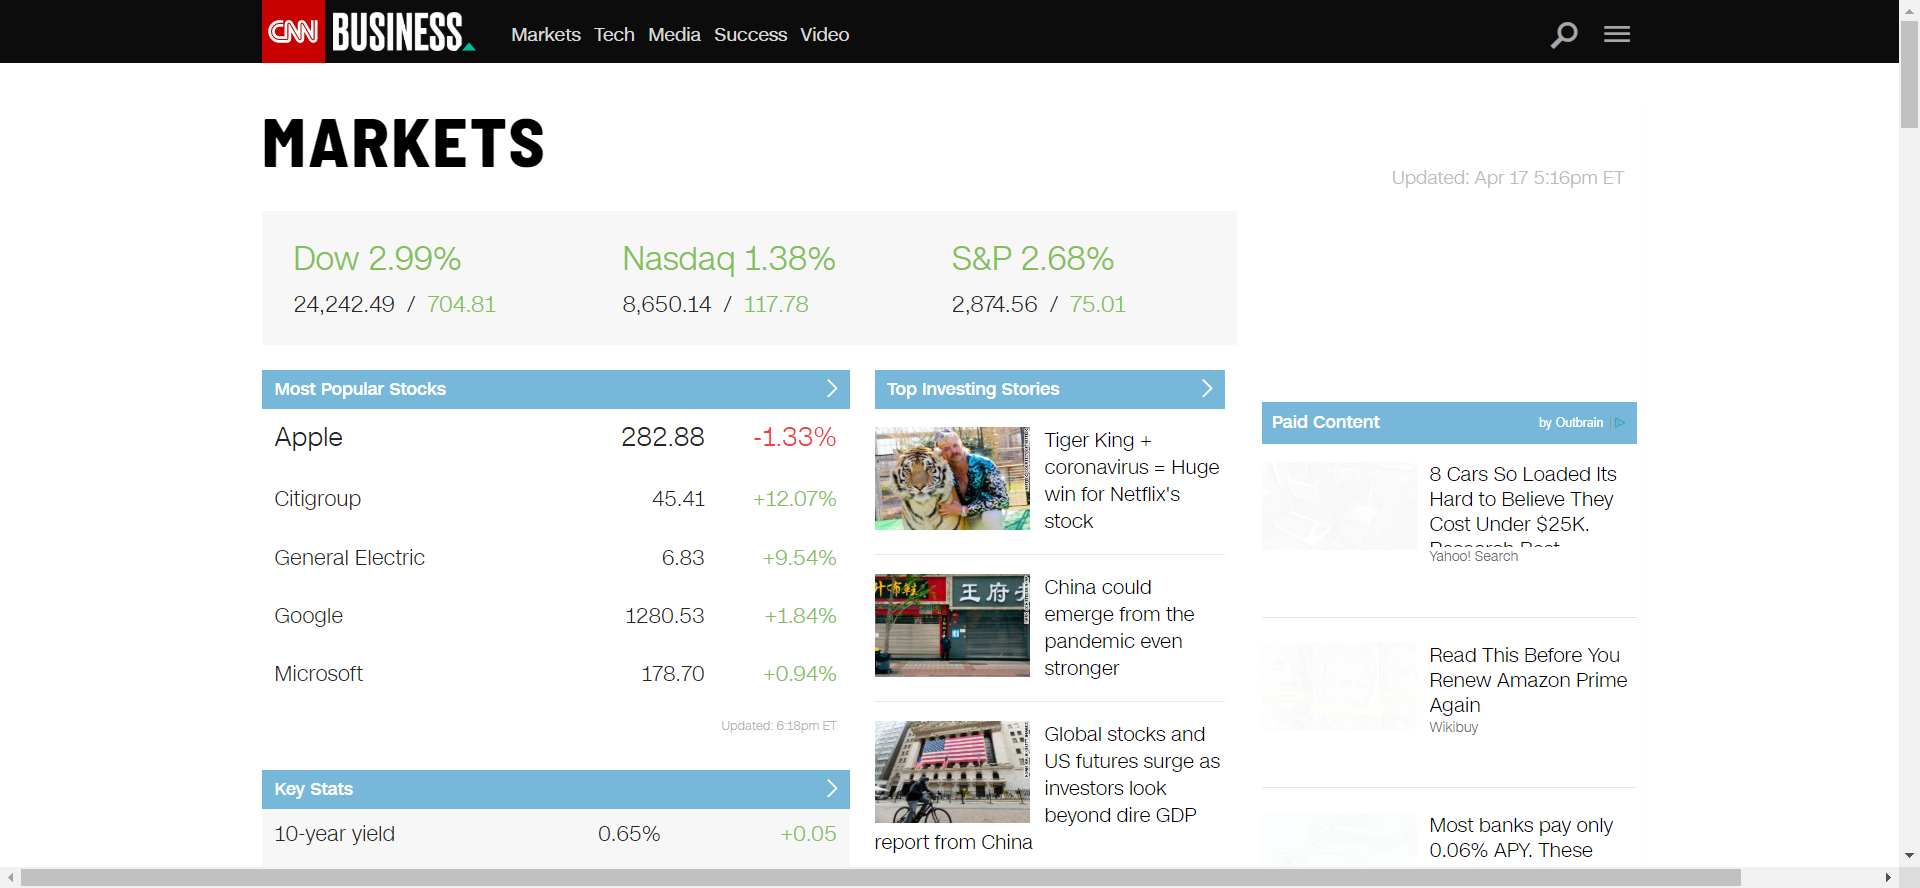 CNN BUSINESS
Markets Tech Media Success Video
MARKETS
Updated: Apr 17 5:16pm ET
Dow 2.99%
24,242.49 / 704.81
Nasdaq 1.38%
8,650.14 / 117.78
S&P 2.68%
2,874.56 / 75.01
Most Popular Stocks
Apple 282.88 -1.33%
Citigroup 45.41 +12.07%
General Electric 6.83 +9.54%
Google 1280.53 +1.84%
Microsoft 178.70 +0.94%
Updated: 6:18pm ET
Key Stats
10-year yield 0.65% +0.05
Top Investing Stories
Tiger King +
coronavirus = Huge
win for Netflix's
stock
王府
China could
emerge from the
pandemic even
stronger
Global stocks and
US futures surge as
investors look
beyond dire GDP
report from China
Paid Content
by Outbrain
8 Cars So Loaded Its
Hard to Believe They
Cost Under $25K.
Yahoo! Search
Read This Before You
Renew Amazon Prime
Again
Wikibuy
Most banks pay only
0.06% APY. These